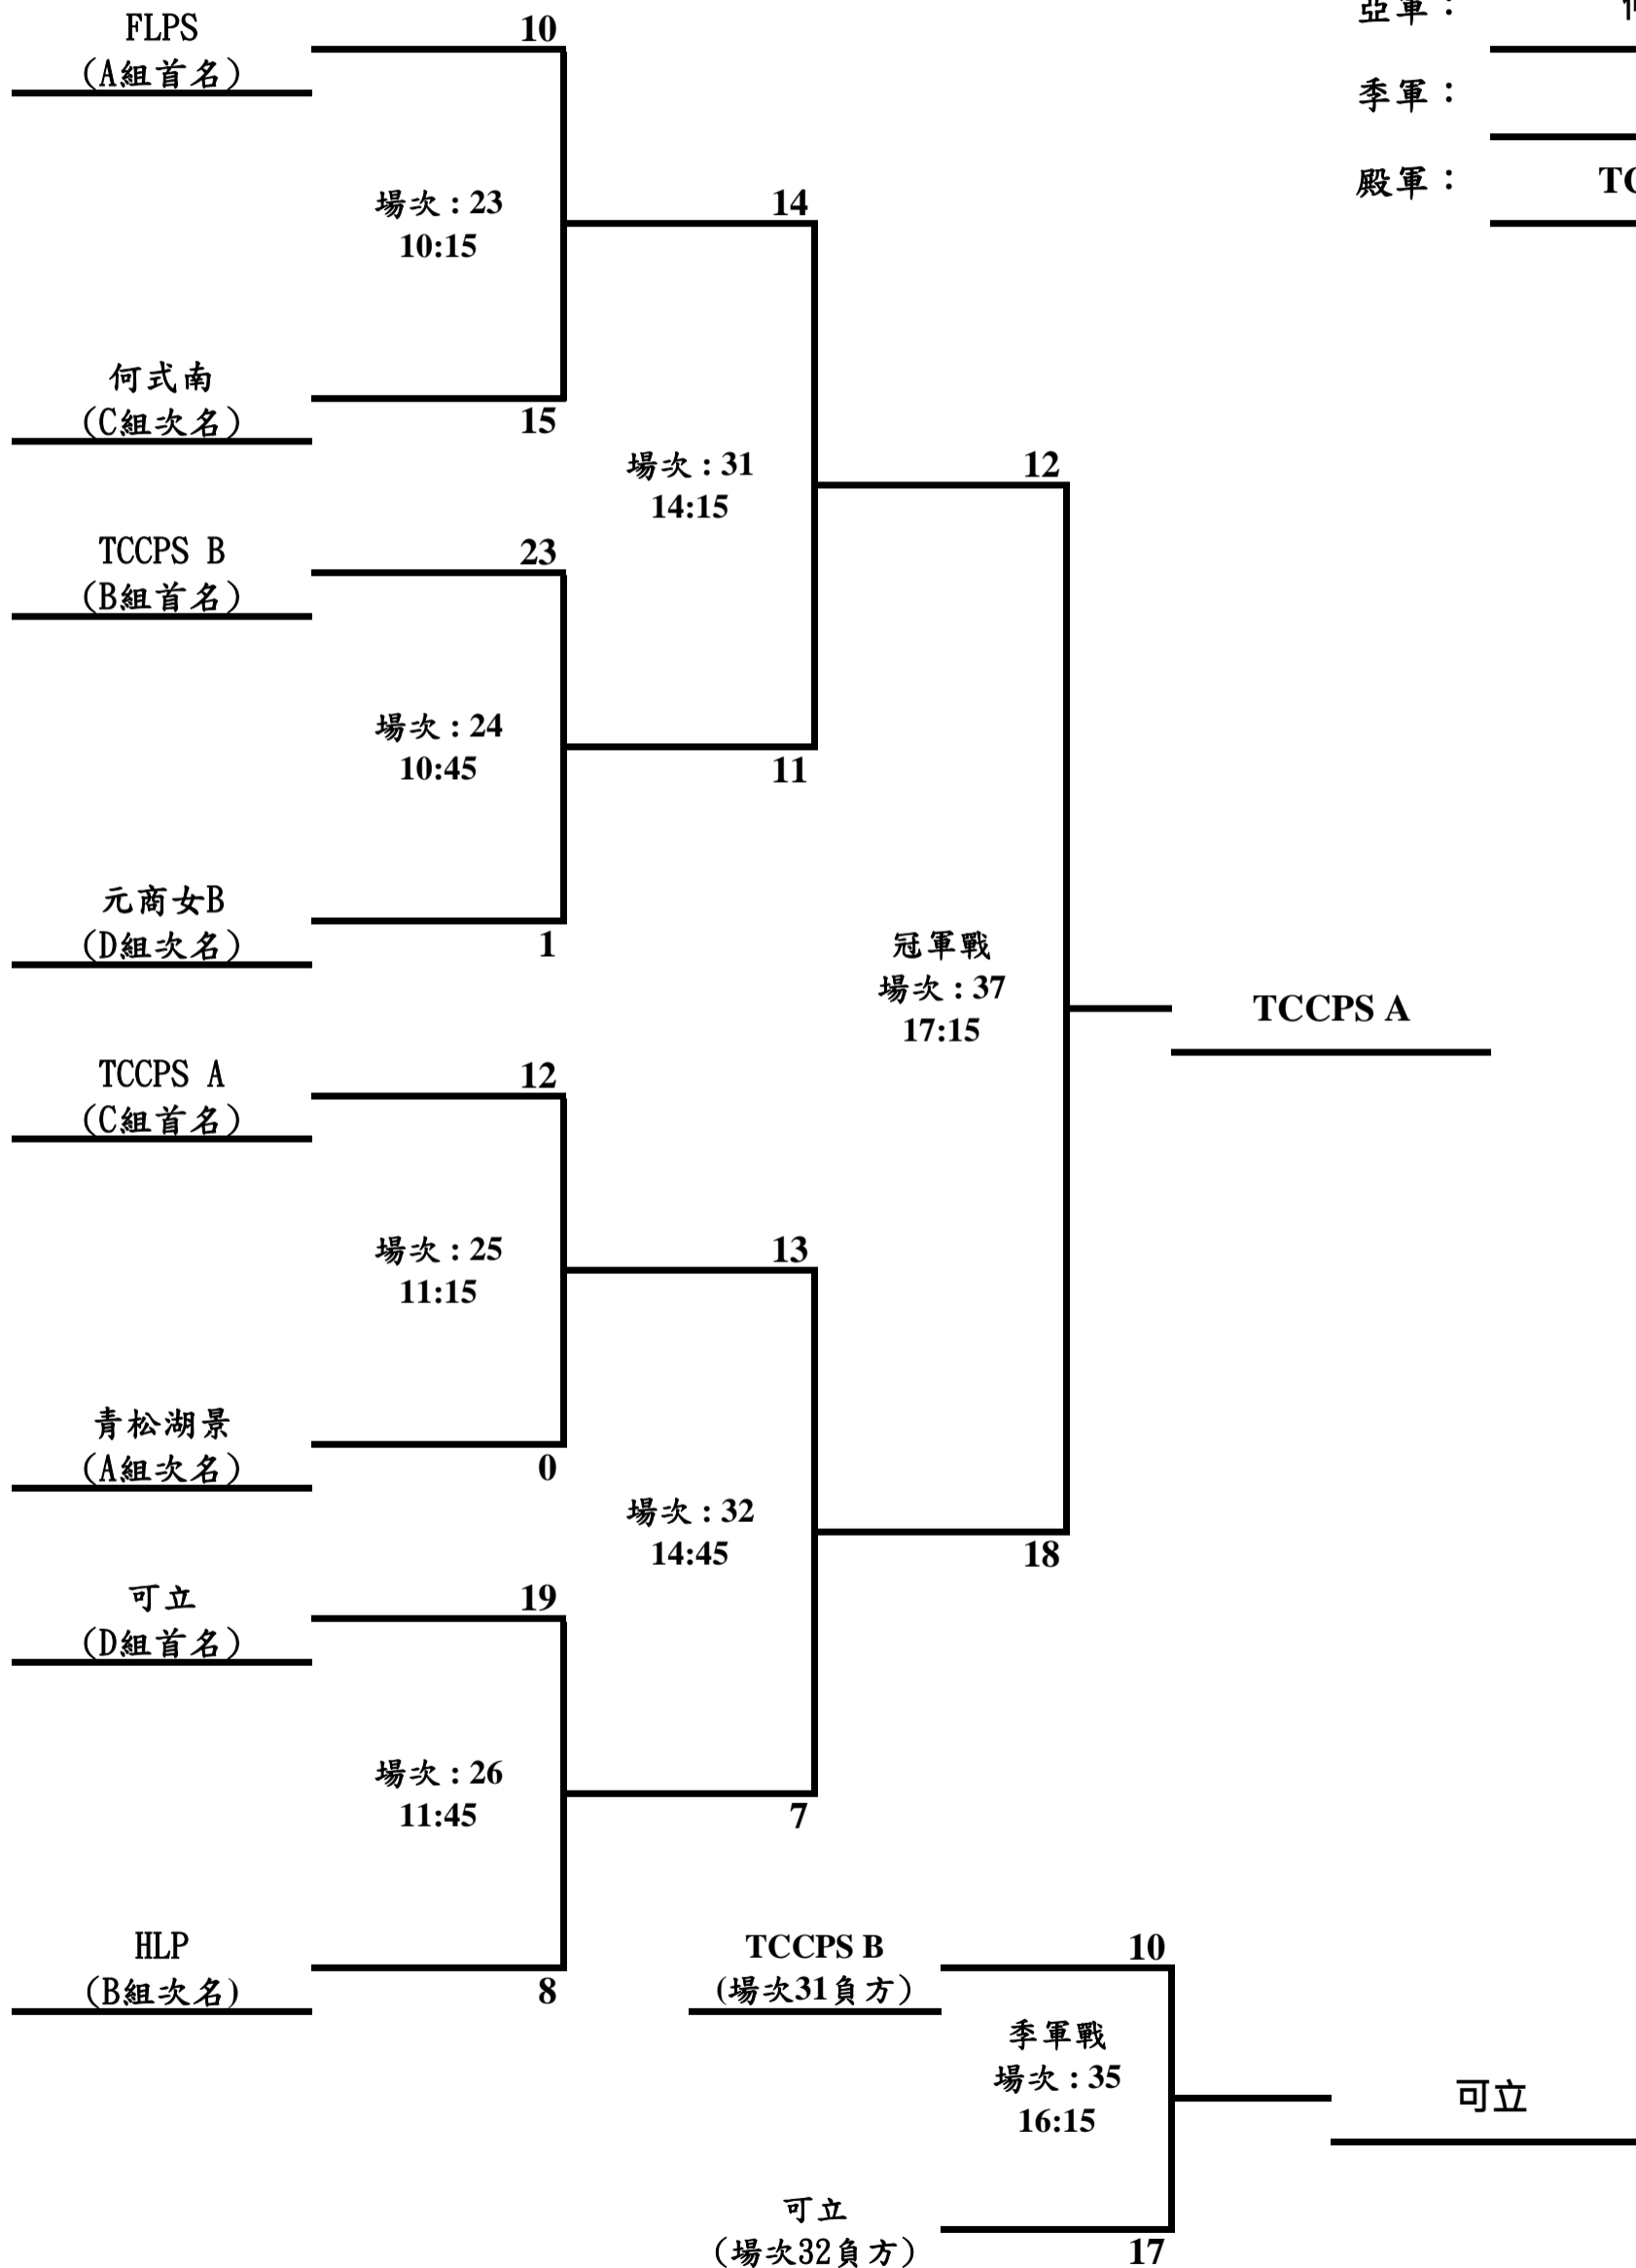 FLPS
(A組首名)
10
亞軍：
季軍：
殿軍：
場次 : 23
10:15
14
何式南
(C組次名)
15
場次 : 31
14:15
12
TCCPS B
(B組首名)
23
場次 : 24
10:45
11
元商女B
(D組次名)
1
冠軍戰
場次 : 37
17:15
TCCPS A
TCCPS A
(C組首名)
12
場次 : 25
11:15
13
青松湖景
(A組次名)
0
場次 : 32
14:45
18
可立
(D組首名)
19
場次 : 26
11:45
7
HLP
(B組次名)
8
TCCPS B
(場次31負方)
10
季軍戰
場次 : 35
16:15
可立
可立
(場次32負方)
17